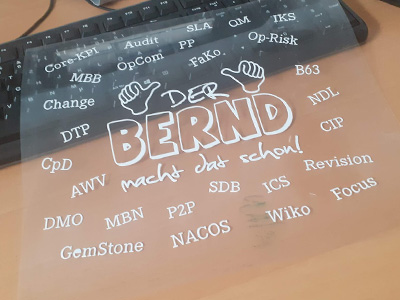 Core-KPI Audit SLA QM IKS
MBB OpCom PP FaKo Op-Risk
Change DER B63
DTP BERND NDL
CpD macht dat schon! CIP
AWV SDB ICS Revision
DMO MBN P2P Wiko Focus
GemStone NACOS